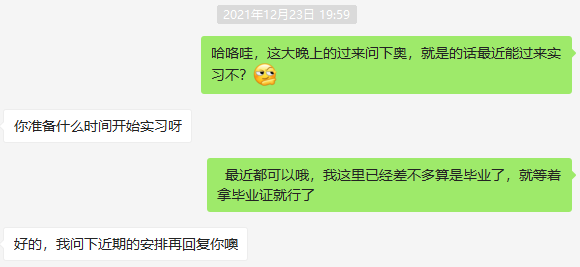 2021年12月23日 19:59
哈咯哇，这大晚上的过来问下奥，就是的话最近能过来实
习不？
你准备什么时间开始实习呀
最近都可以哦，我这里已经差不多算是毕业了，就等着
拿毕业证就行了
好的，我问下近期的安排再回复你噢